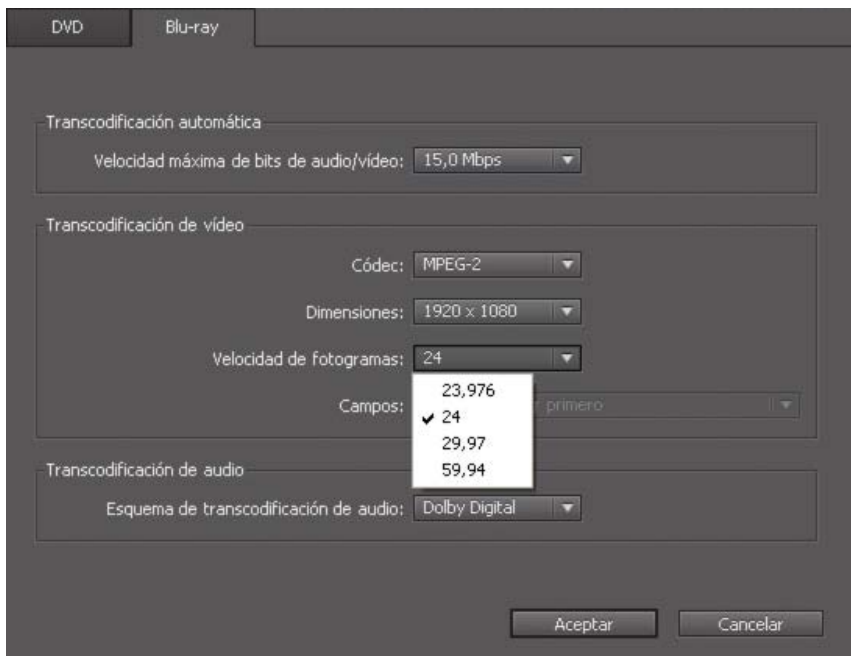 DVD
Blu-ray
Transcodificación automática
Velocidad máxima de bits de audio/vídeo: 15,0 Mbps
Transcodificación de vídeo
Códec: MPEG-2
Dimensiones: 1920 x 1080
Velocidad de fotogramas: 24
23,976
24
29,97
59,94
Campos: primero
Transcodificación de audio
Esquema de transcodificación de audio: Dolby Digital
Aceptar
Cancelar